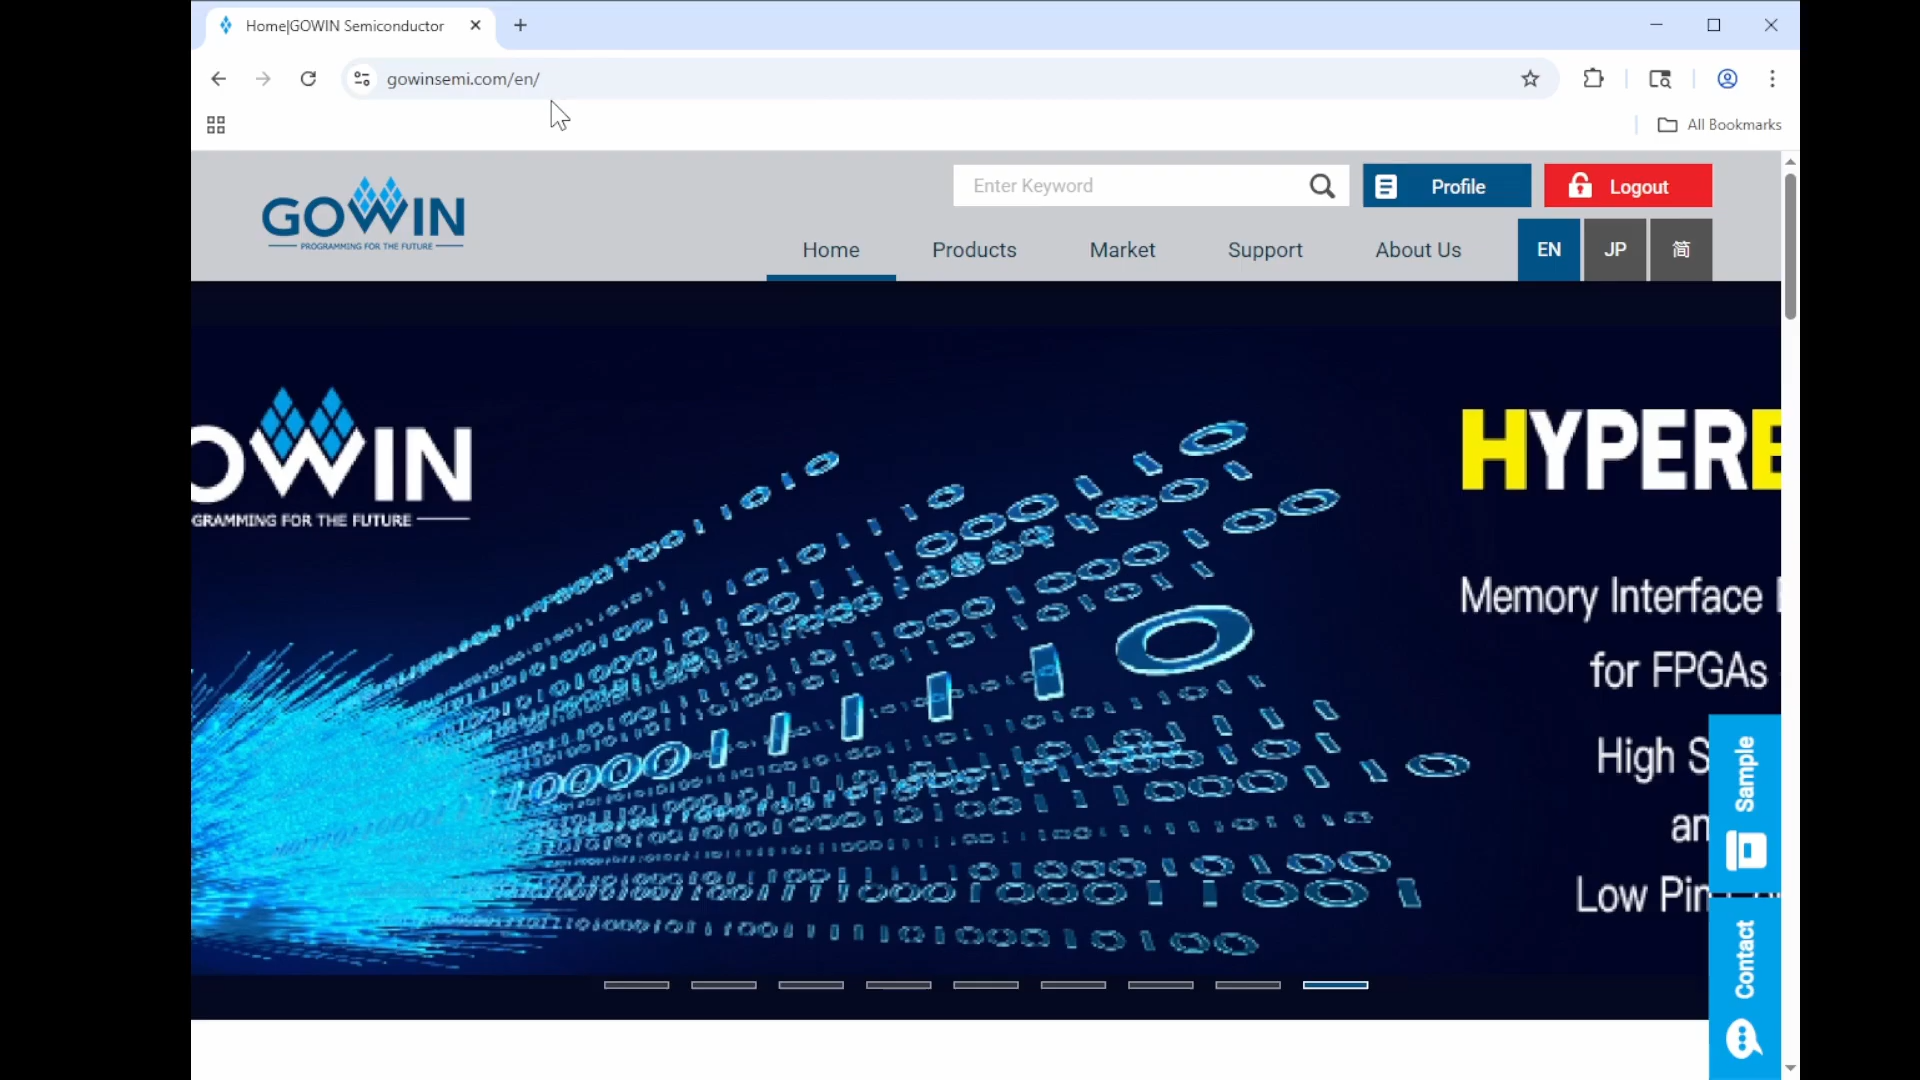 Home|GOWIN Semiconductor
gowinsemi.com/en/
All Bookmarks
GOWIN
PROGRAMMING FOR THE FUTURE
Enter Keyword
Profile
Logout
Home
Products
Market
Support
About Us
EN
JP
简
OWIN
GRAMMING FOR THE FUTURE
HYPER
Memory Interface
for FPGAs
High S
an
Low Pin
Sample
Contact